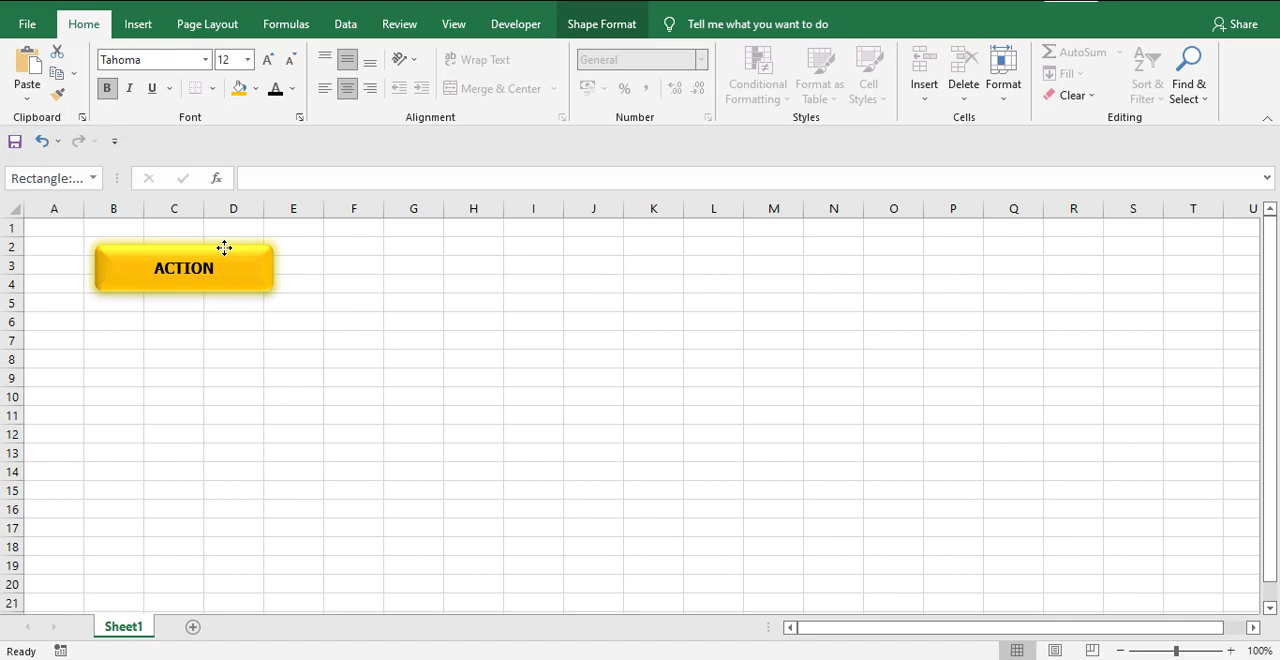 File Home Insert Page Layout Formulas Data Review View Developer Shape Format Tell me what you want to do Share
Tahoma 12 Wrap Text General AutoSum
Paste Merge & Center Conditional Formatting Format as Table Cell Styles Insert Delete Format Fill Sort & Filter Find & Select
Clear
Clipboard Font Alignment Number Styles Cells Editing
Rectangle:... fx
A B C D E F G H I J K L M N O P Q R S T U
1
2
3 ACTION
4
5
6
7
8
9
10
11
12
13
14
15
16
17
18
19
20
21
Sheet1
Ready 100%